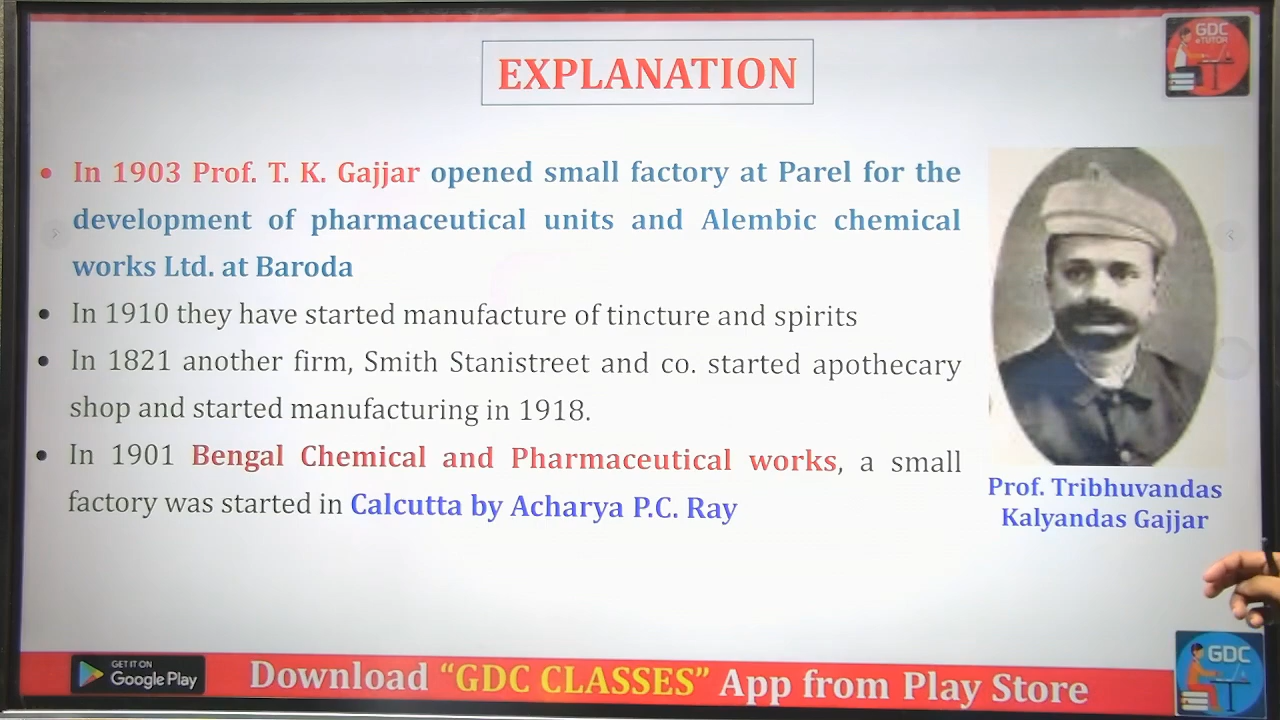 EXPLANATION
GDC
eTUTOR
• In 1903 Prof. T. K. Gajjar opened small factory at Parel for the
development of pharmaceutical units and Alembic chemical
works Ltd. at Baroda
• In 1910 they have started manufacture of tincture and spirits
• In 1821 another firm, Smith Stanistreet and co. started apothecary
shop and started manufacturing in 1918.
• In 1901 Bengal Chemical and Pharmaceutical works, a small
factory was started in Calcutta by Acharya P.C. Ray
Prof. Tribhuvandas
Kalyandas Gajjar
GET IT ON
Google Play
Download “GDC CLASSES” App from Play Store
GDC